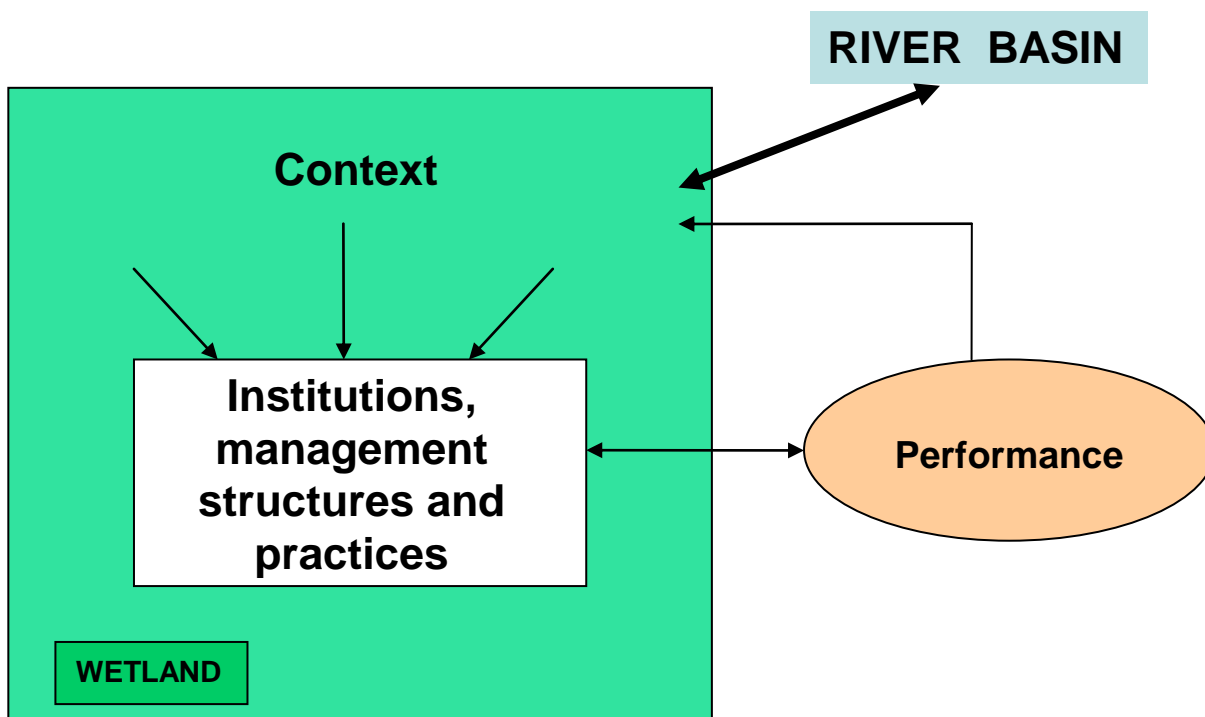 RIVER BASIN
Context
Institutions,
management
structures and
practices
Performance
WETLAND